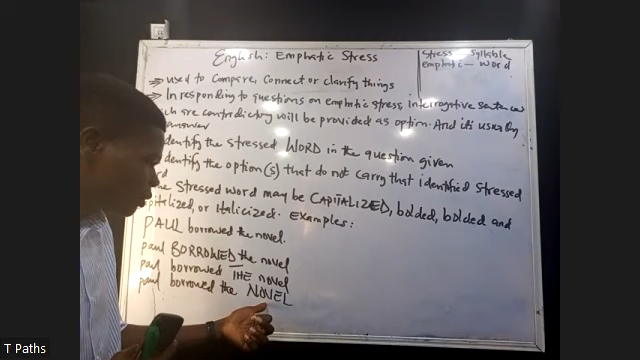 English: Emphatic Stress
Stress - syllable
emphatic - word
⇒ used to Compare, Connect or clarify things
⇒ In responding to questions on emphatic stress, interrogative sentences
which are contradictory will be provided as option. And it's usually
answer
identify the stressed WORD in the question given
identify the option(s) that do not carry that identified stressed
word
The stressed word may be CAPITALIZED, bolded, bolded and
capitalized, or italicized. Examples:
PAUL borrowed the novel.
paul BORROWED the novel
paul borrowed THE novel
paul borrowed the NOVEL
T Paths